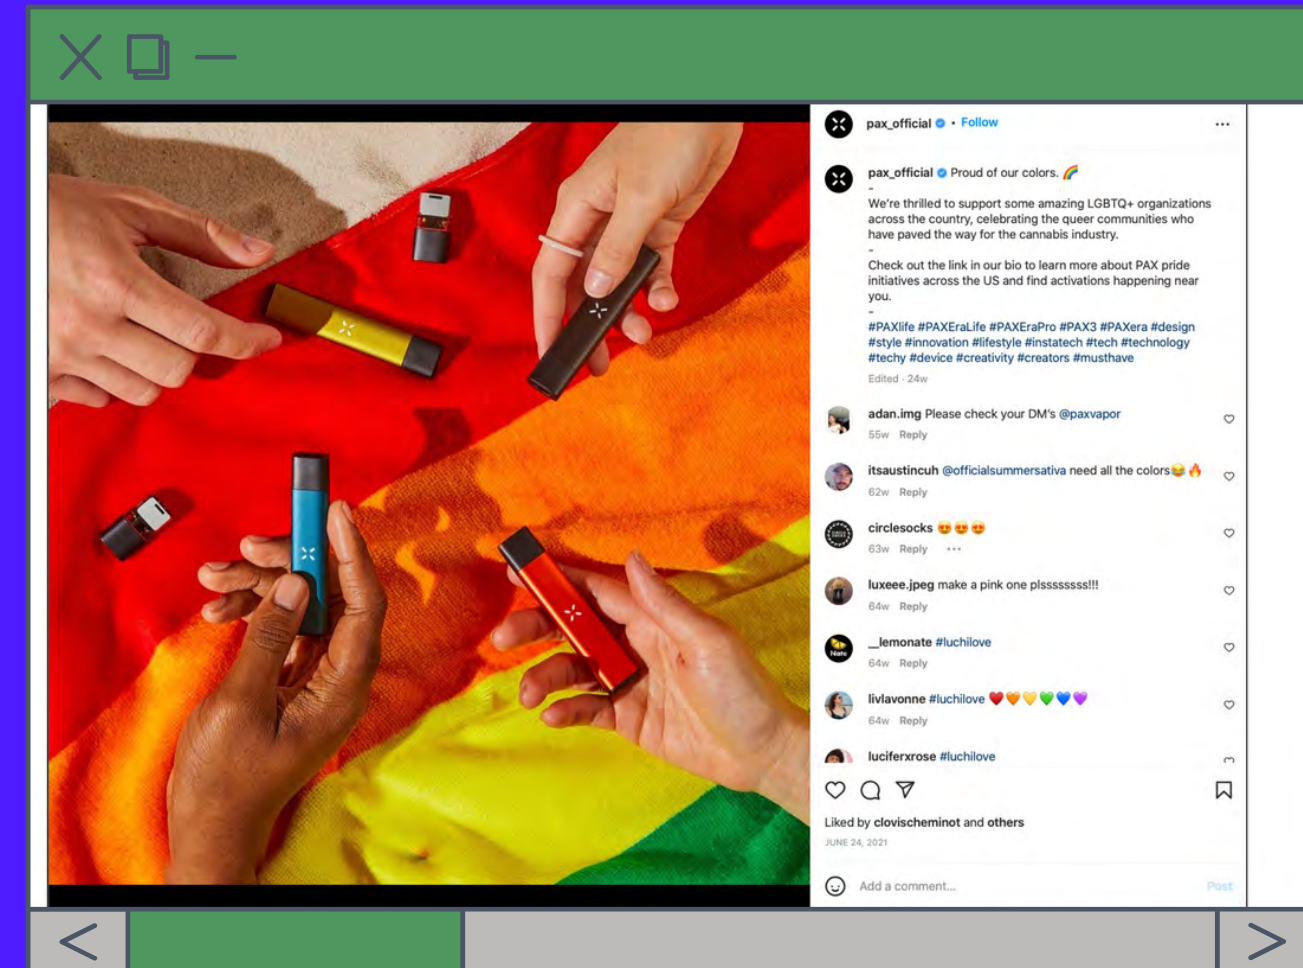 pax_official • Follow
pax_official Proud of our colors. 🌈
-
We're thrilled to support some amazing LGBTQ+ organizations
across the country, celebrating the queer communities who
have paved the way for the cannabis industry.
-
Check out the link in our bio to learn more about PAX pride
initiatives across the US and find activations happening near
you.
-
#PAXlife #PAXEraLife #PAXEraPro #PAX3 #PAXera #design
#style #innovation #lifestyle #instatech #tech #technology
#techy #device #creativity #creators #musthave
Edited · 24w
adan.img Please check your DM's @paxvapor
55w Reply
itsaustincuh @officialsummersativa need all the colors😂🔥
62w Reply
circlesocks 😍😍😍
63w Reply
luxeee.jpeg make a pink one plssssssss!!!
64w Reply
Nate
__lemonate #luchilove
64w Reply
livlavonne #luchilove ❤️🧡💛💚💙💜
64w Reply
luciferxrose #luchilove
Liked by clovischeminot and others
JUNE 24, 2021
Add a comment... Post